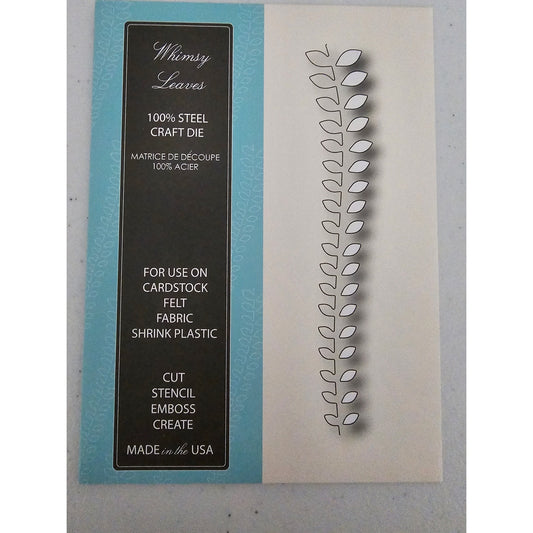 Whimsy
Leaves
100% STEEL
CRAFT DIE
MATRICE DE DÉCOUPE
100% ACIER
FOR USE ON
CARDSTOCK
FELT
FABRIC
SHRINK PLASTIC
CUT
STENCIL
EMBOSS
CREATE
MADE in the USA